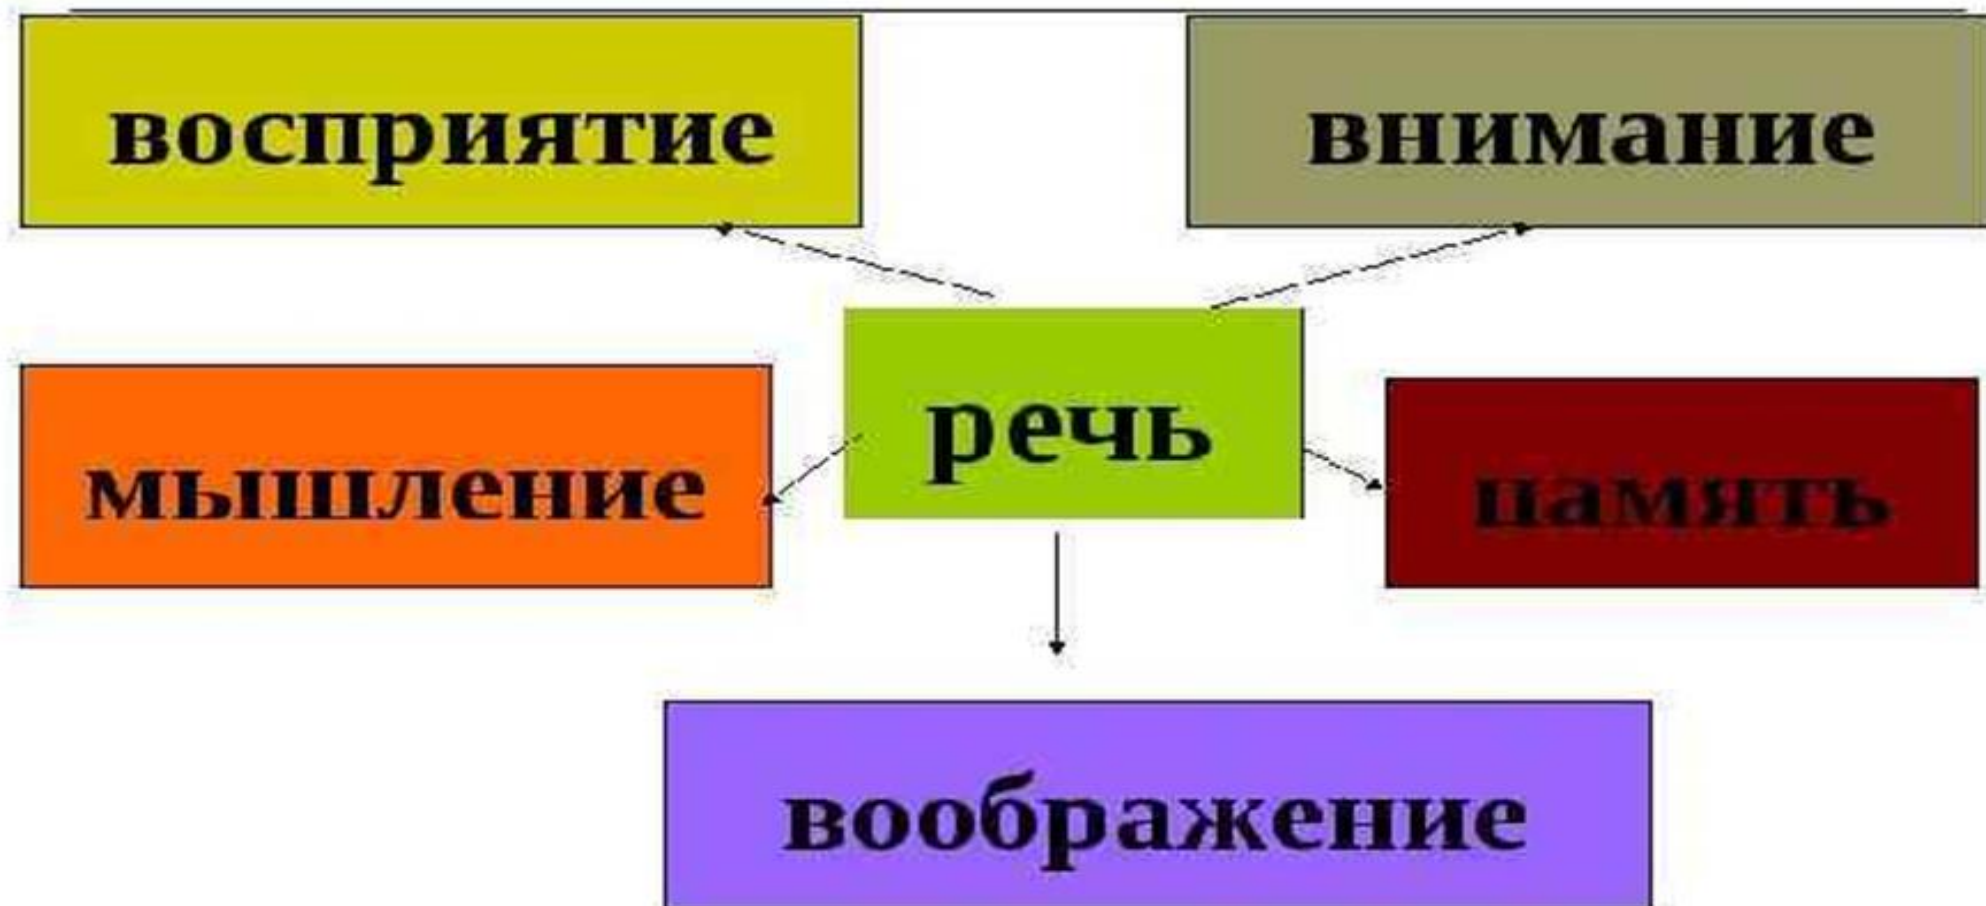 восприятие
внимание
речь
мышление
память
воображение